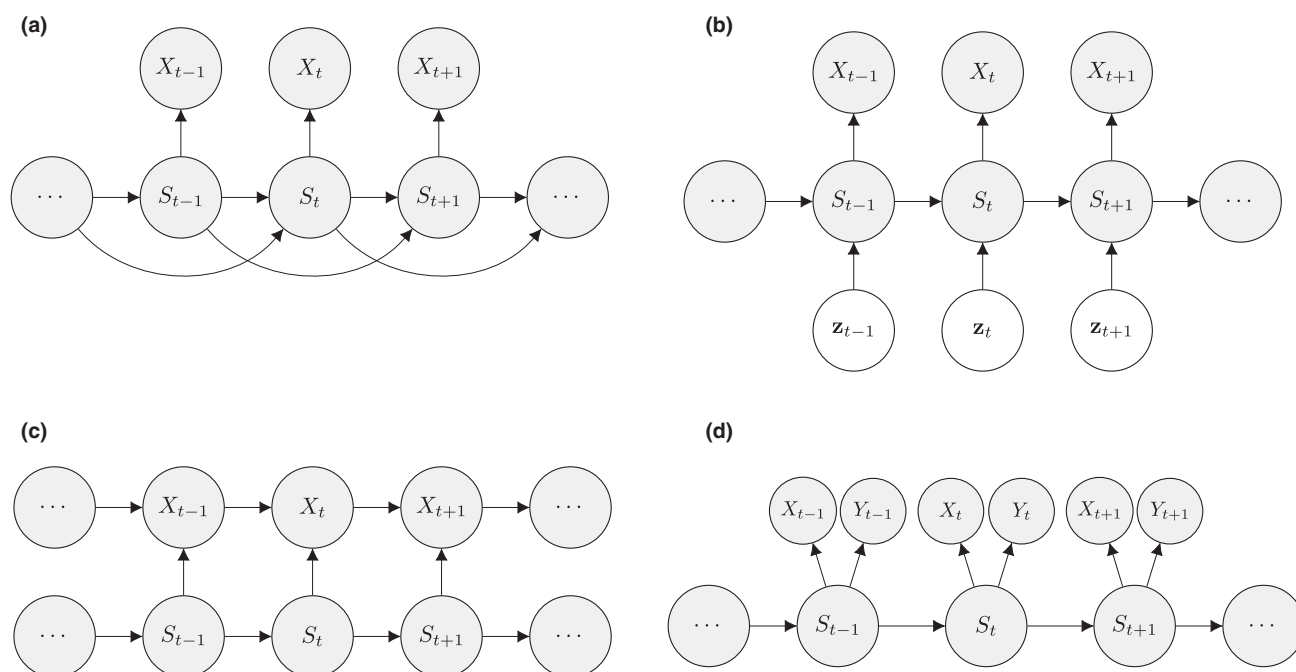 (a)
X_{t−1} X_t X_{t+1}
··· S_{t−1} S_t S_{t+1} ···
(b)
X_{t−1} X_t X_{t+1}
··· S_{t−1} S_t S_{t+1} ···
z_{t−1} z_t z_{t+1}
(c)
··· X_{t−1} X_t X_{t+1} ···
··· S_{t−1} S_t S_{t+1} ···
(d)
X_{t−1} Y_{t−1} X_t Y_t X_{t+1} Y_{t+1}
··· S_{t−1} S_t S_{t+1} ···